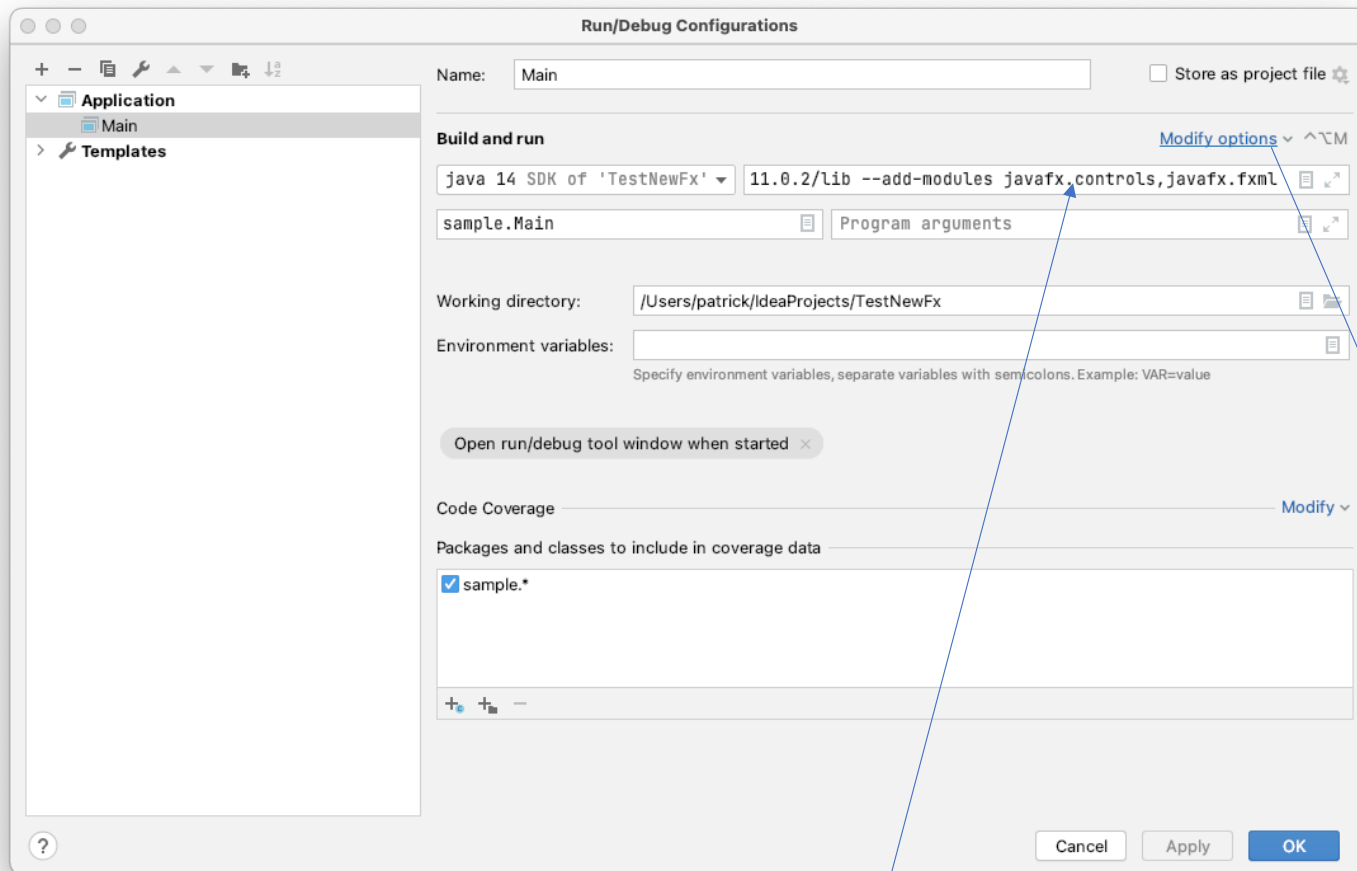 Run/Debug Configurations
Name: Main Store as project file
Application
Main
Templates
Build and run Modify options ⌃⌥M
java 14 SDK of 'TestNewFx' 11.0.2/lib --add-modules javafx.controls,javafx.fxml
sample.Main Program arguments
Working directory: /Users/patrick/IdeaProjects/TestNewFx
Environment variables:
Specify environment variables, separate variables with semicolons. Example: VAR=value
Open run/debug tool window when started
Code Coverage Modify
Packages and classes to include in coverage data
sample.*
? Cancel Apply OK